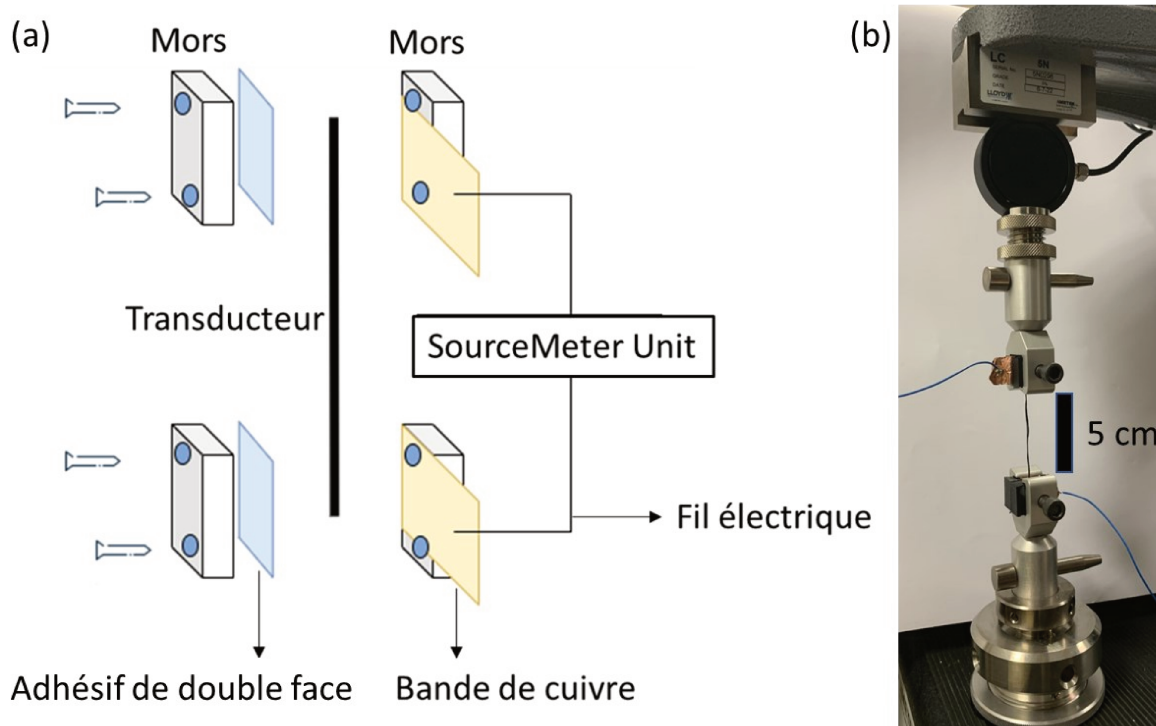 (a)
Mors
Mors
(b)
Transducteur
SourceMeter Unit
Fil électrique
Adhésif de double face
Bande de cuivre
LC 5N
5 cm